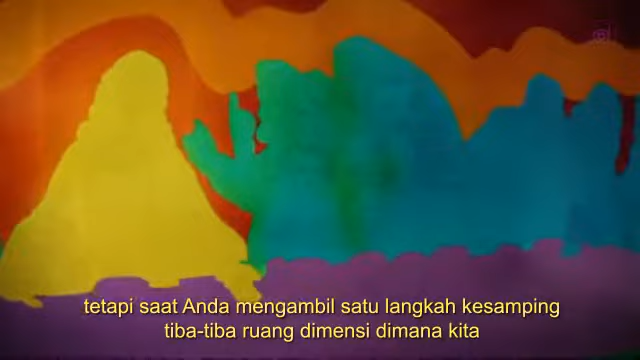 tetapi saat Anda mengambil satu langkah kesamping
tiba-tiba ruang dimensi dimana kita